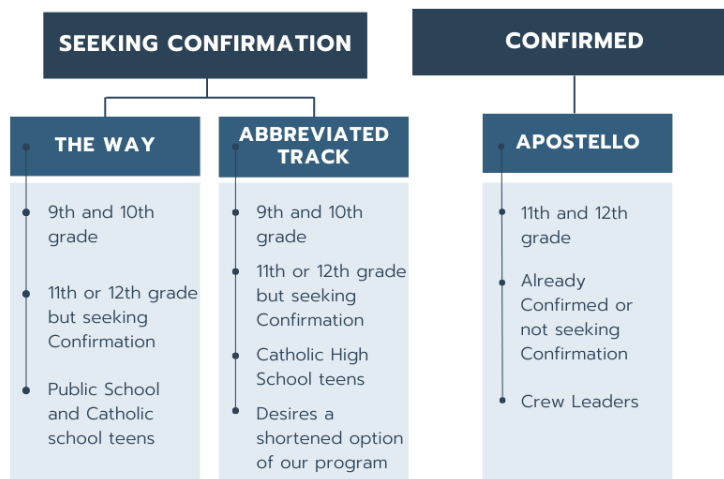 SEEKING CONFIRMATION
CONFIRMED
THE WAY
9th and 10th
grade
11th or 12th grade
but seeking
Confirmation
Public School
and Catholic
school teens
ABBREVIATED
TRACK
9th and 10th
grade
11th or 12th grade
but seeking
Confirmation
Catholic High
School teens
Desires a
shortened option
of our program
APOSTELLO
11th and 12th
grade
Already
Confirmed or
not seeking
Confirmation
Crew Leaders